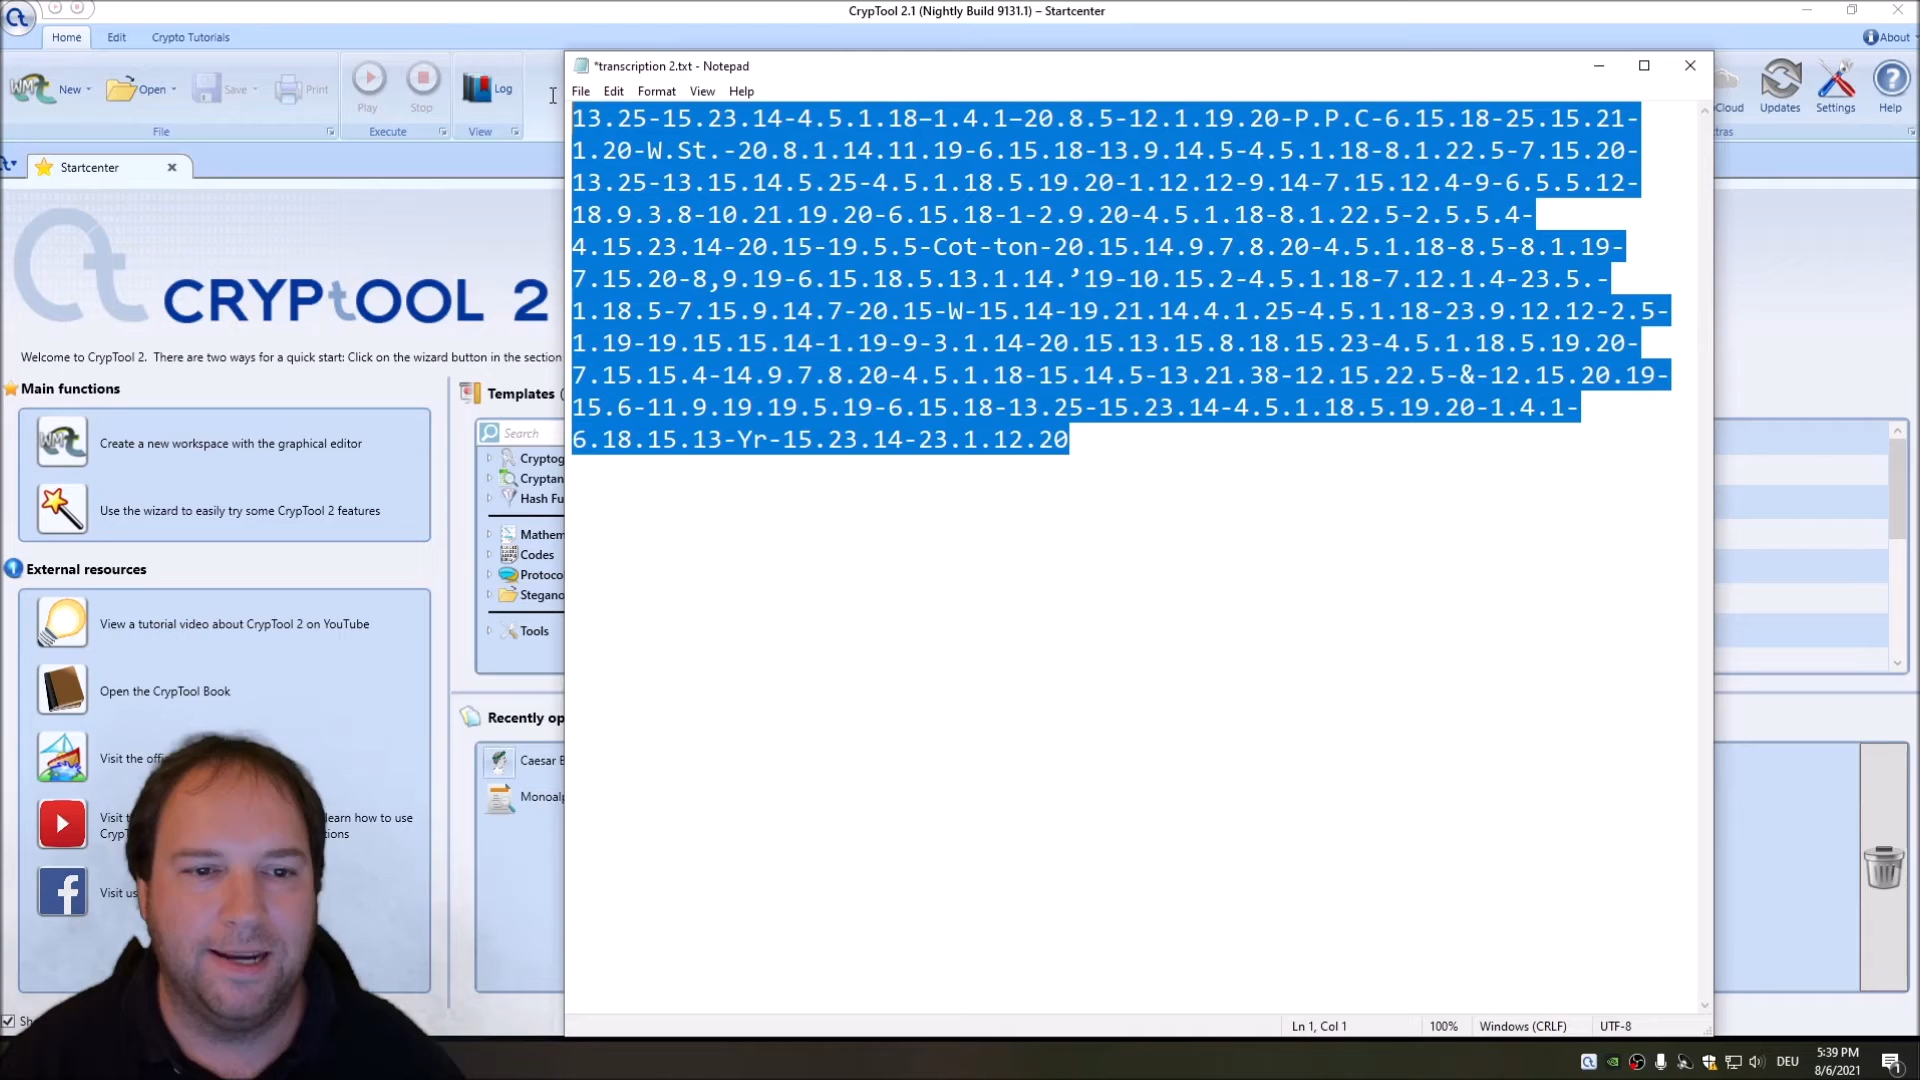 CrypTool 2.1 (Nightly Build 9131.1) – Startcenter
Home Edit Crypto Tutorials
About
New Open Save Print Play Stop Log
Cloud Updates Settings Help
File Execute View
Startcenter
*transcription 2.txt - Notepad
File Edit Format View Help
13.25-15.23.14-4.5.1.18–1.4.1–20.8.5-12.1.19.20-P.P.C-6.15.18-25.15.21-
1.20-W.St.-20.8.1.14.11.19-6.15.18-13.9.14.5-4.5.1.18-8.1.22.5-7.15.20-
13.25-13.15.14.5.25-4.5.1.18.5.19.20-1.12.12-9.14-7.15.12.4-9-6.5.5.12-
18.9.3.8-10.21.19.20-6.15.18-1-2.9.20-4.5.1.18-8.1.22.5-2.5.5.4-
4.15.23.14-20.15-19.5.5-Cot-ton-20.15.14.9.7.8.20-4.5.1.18-8.5-8.1.19-
7.15.20-8,9.19-6.15.18.5.13.1.14.’19-10.15.2-4.5.1.18-7.12.1.4-23.5.-
1.18.5-7.15.9.14.7-20.15-W-15.14-19.21.14.4.1.25-4.5.1.18-23.9.12.12-2.5-
1.19-19.15.15.14-1.19-9-3.1.14-20.15.13.15.8.18.15.23-4.5.1.18.5.19.20-
7.15.15.4-14.9.7.8.20-4.5.1.18-15.14.5-13.21.38-12.15.22.5-&-12.15.20.19-
15.6-11.9.19.19.5.19-6.15.18-13.25-15.23.14-4.5.1.18.5.19.20-1.4.1-
6.18.15.13-Yr-15.23.14-23.1.12.20
CRYPtOOL 2
Welcome to CrypTool 2. There are two ways for a quick start: Click on the wizard button in the section
Main functions
Create a new workspace with the graphical editor
Use the wizard to easily try some CrypTool 2 features
External resources
View a tutorial video about CrypTool 2 on YouTube
Open the CrypTool Book
Visit the
learn how to use
Visit us
Templates
Search
Codes
Tools
Recently
Caesar
Ln 1, Col 1 100% Windows (CRLF) UTF-8
DEU
5:39 PM
8/6/2021